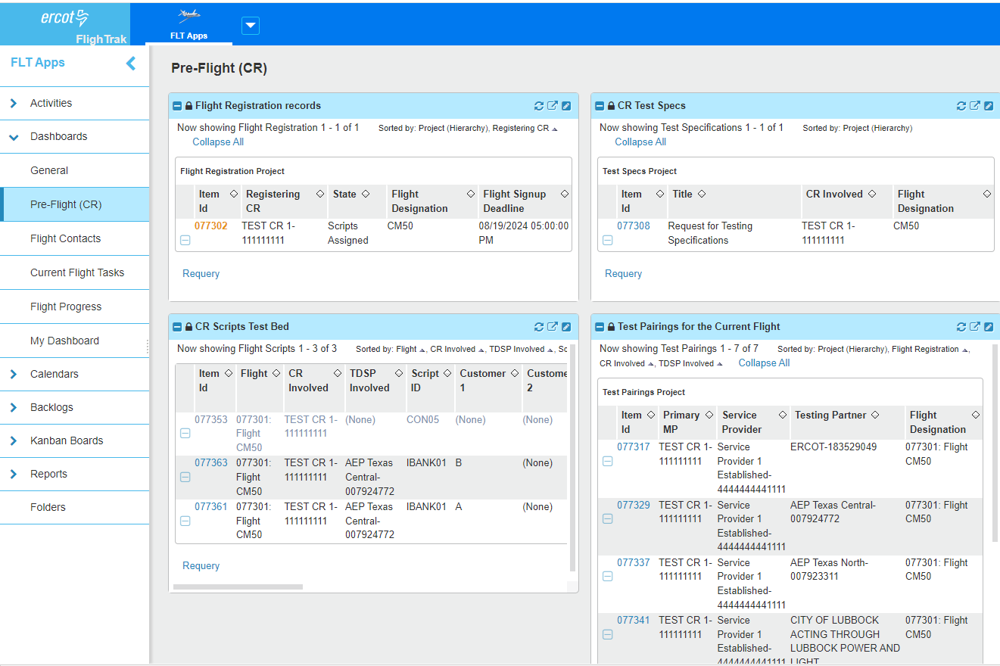 ercot
FlighTrak
FLT Apps
FLT Apps
Activities
Dashboards
General
Pre-Flight (CR)
Flight Contacts
Current Flight Tasks
Flight Progress
My Dashboard
Calendars
Backlogs
Kanban Boards
Reports
Folders
Pre-Flight (CR)
Flight Registration records
Now showing Flight Registration 1 - 1 of 1 Sorted by: Project (Hierarchy), Registering CR
Collapse All
Flight Registration Project
Item Registering State Flight Flight Signup
Id CR Designation Deadline
077302 TEST CR 1- Scripts CM50 08/19/2024 05:00:00
111111111 Assigned PM
Requery
CR Test Specs
Now showing Test Specifications 1 - 1 of 1 Sorted by: Project (Hierarchy)
Collapse All
Test Specs Project
Item Title CR Involved Flight
Id Designation
077308 Request for Testing TEST CR 1- CM50
Specifications 111111111
Requery
CR Scripts Test Bed
Now showing Flight Scripts 1 - 3 of 3 Sorted by: Flight , CR Involved , TDSP Involved , Sc
Item Flight CR TDSP Script Customer Custome
Id Involved Involved ID 1 2
077353 077301: TEST CR 1- (None) CON05 (None) (None)
Flight 111111111
CM50
077363 077301: TEST CR 1- AEP Texas IBANK01 B (None)
Flight 111111111 Central-
CM50 007924772
077361 077301: TEST CR 1- AEP Texas IBANK01 A (None)
Flight 111111111 Central-
CM50 007924772
Requery
Test Pairings for the Current Flight
Now showing Test Pairings 1 - 7 of 7 Sorted by: Project (Hierarchy), Flight Registration ,
CR Involved , TDSP Involved Collapse All
Test Pairings Project
Item Primary Service Testing Partner Flight
Id MP Provider Designation
077317 TEST CR 1- Service ERCOT-183529049 077301: Flight
111111111 Provider 1 CM50
Established-
4444444441111
077329 TEST CR 1- Service AEP Texas Central- 077301: Flight
111111111 Provider 1 007924772 CM50
Established-
4444444441111
077337 TEST CR 1- Service AEP Texas North- 077301: Flight
111111111 Provider 1 007923311 CM50
Established-
4444444441111
077341 TEST CR 1- Service CITY OF LUBBOCK 077301: Flight
111111111 Provider 1 ACTING THROUGH CM50
Established- LUBBOCK POWER AND
4444444441111 LIGHT